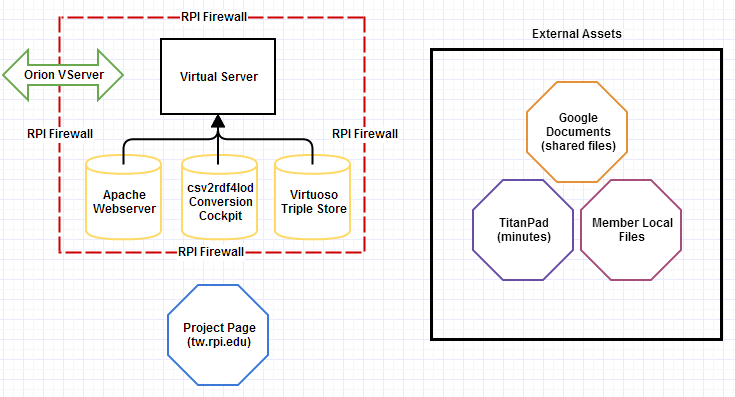 RPI Firewall
External Assets
Orion VServer
Virtual Server
RPI Firewall
RPI Firewall
Apache
Webserver
csv2rdf4lod
Conversion
Cockpit
Virtuoso
Triple Store
RPI Firewall
Google
Documents
(shared files)
TitanPad
(minutes)
Member Local
Files
Project Page
(tw.rpi.edu)